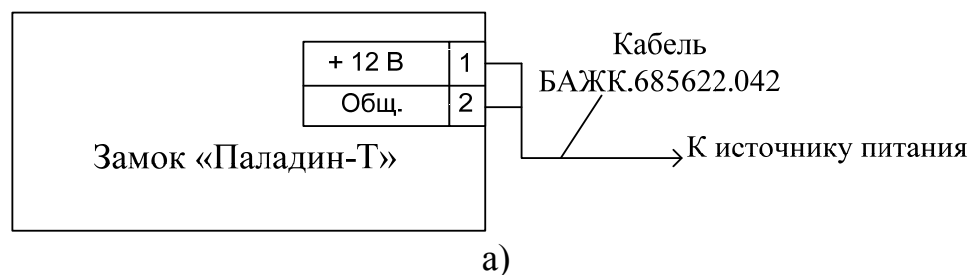 + 12 В 1
Общ. 2
Замок «Паладин-Т»
Кабель
БАЖК.685622.042
К источнику питания
а)